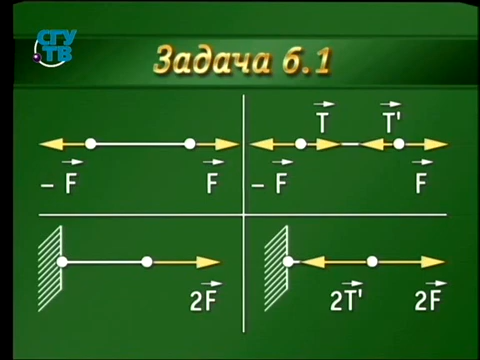 СГУ
ТВ
Задача 6.1
T T'
– F F – F F
2F 2T' 2F